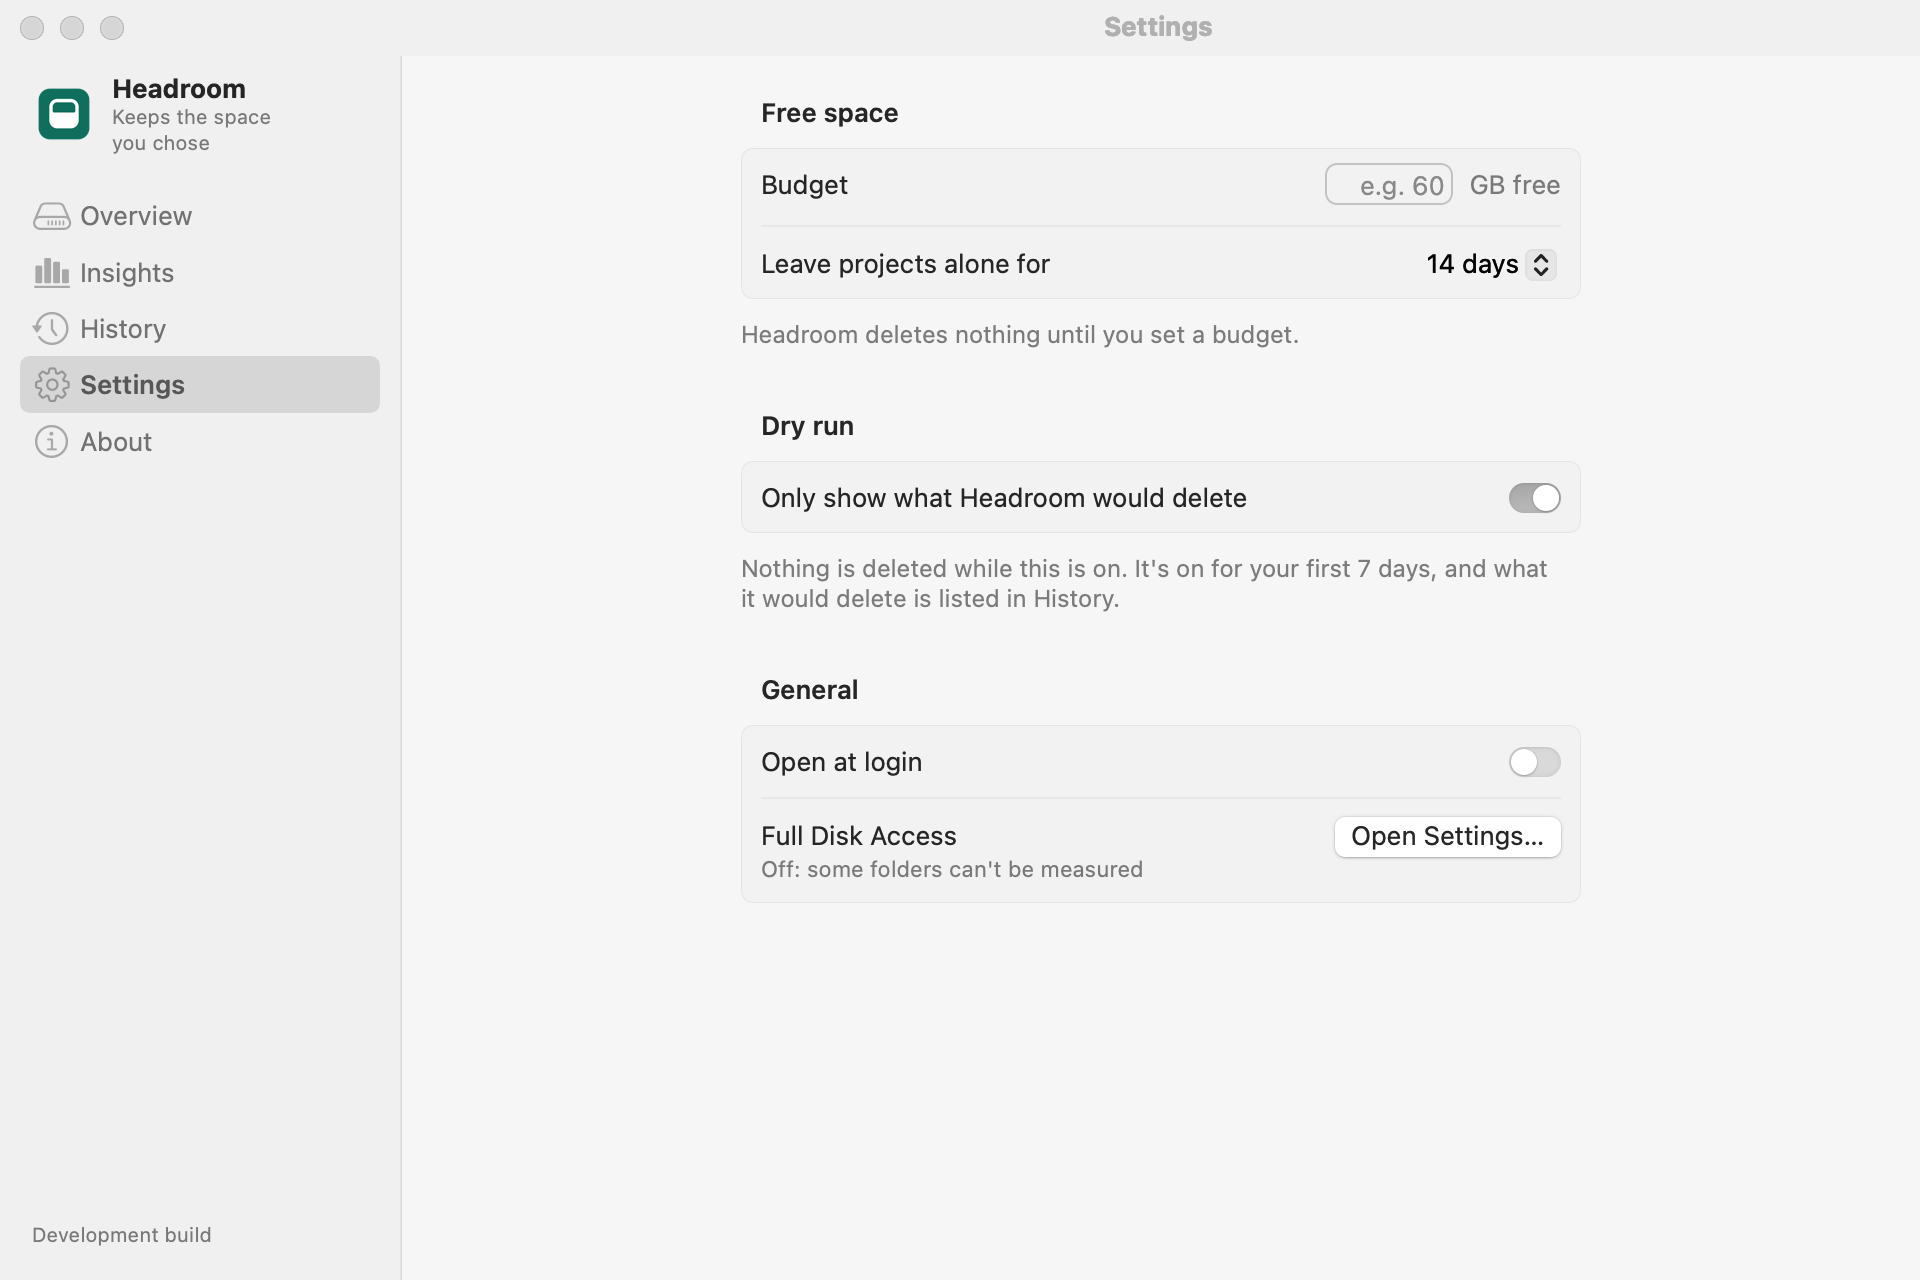 Settings
Headroom
Keeps the space
you chose
Overview
Insights
History
Settings
About
Development build
Free space
Budget
e.g. 60 GB free
Leave projects alone for
14 days
Headroom deletes nothing until you set a budget.
Dry run
Only show what Headroom would delete
Nothing is deleted while this is on. It's on for your first 7 days, and what
it would delete is listed in History.
General
Open at login
Full Disk Access
Off: some folders can't be measured
Open Settings...